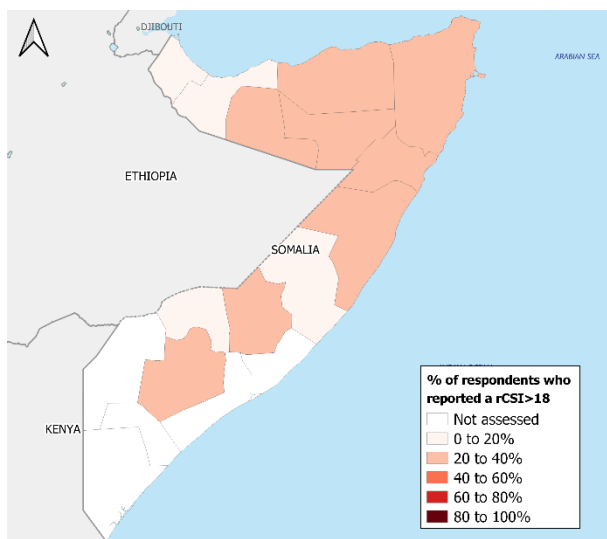 DJIBOUTI
ARABIAN SEA
ETHIOPIA
SOMALIA
KENYA
% of respondents who
reported a rCSI>18
Not assessed
0 to 20%
20 to 40%
40 to 60%
60 to 80%
80 to 100%